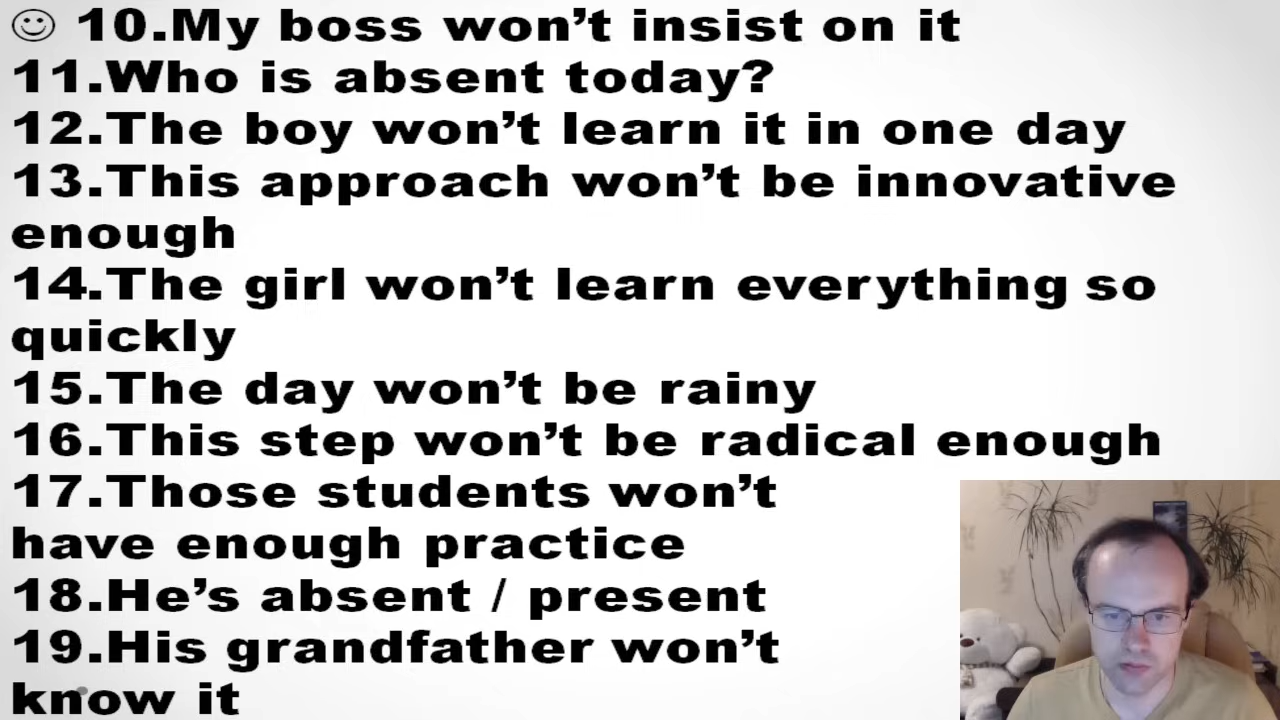 ☺ 10.My boss won’t insist on it
11.Who is absent today?
12.The boy won’t learn it in one day
13.This approach won’t be innovative
enough
14.The girl won’t learn everything so
quickly
15.The day won’t be rainy
16.This step won’t be radical enough
17.Those students won’t
have enough practice
18.He’s absent / present
19.His grandfather won’t
know it